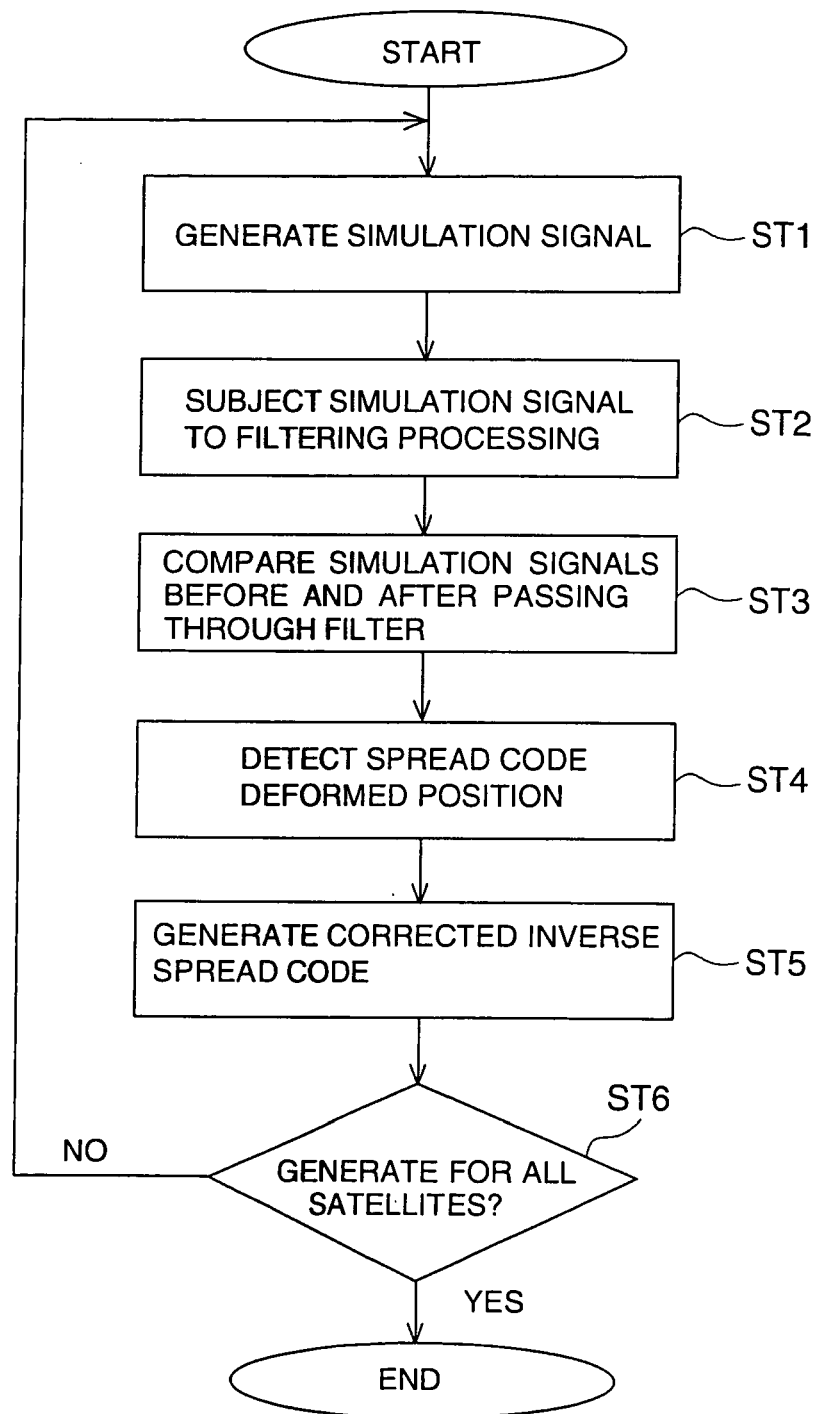 START
GENERATE SIMULATION SIGNAL
ST1
SUBJECT SIMULATION SIGNAL
TO FILTERING PROCESSING
ST2
COMPARE SIMULATION SIGNALS
BEFORE AND AFTER PASSING
THROUGH FILTER
ST3
DETECT SPREAD CODE
DEFORMED POSITION
ST4
GENERATE CORRECTED INVERSE
SPREAD CODE
ST5
ST6
NO
GENERATE FOR ALL
SATELLITES?
YES
END